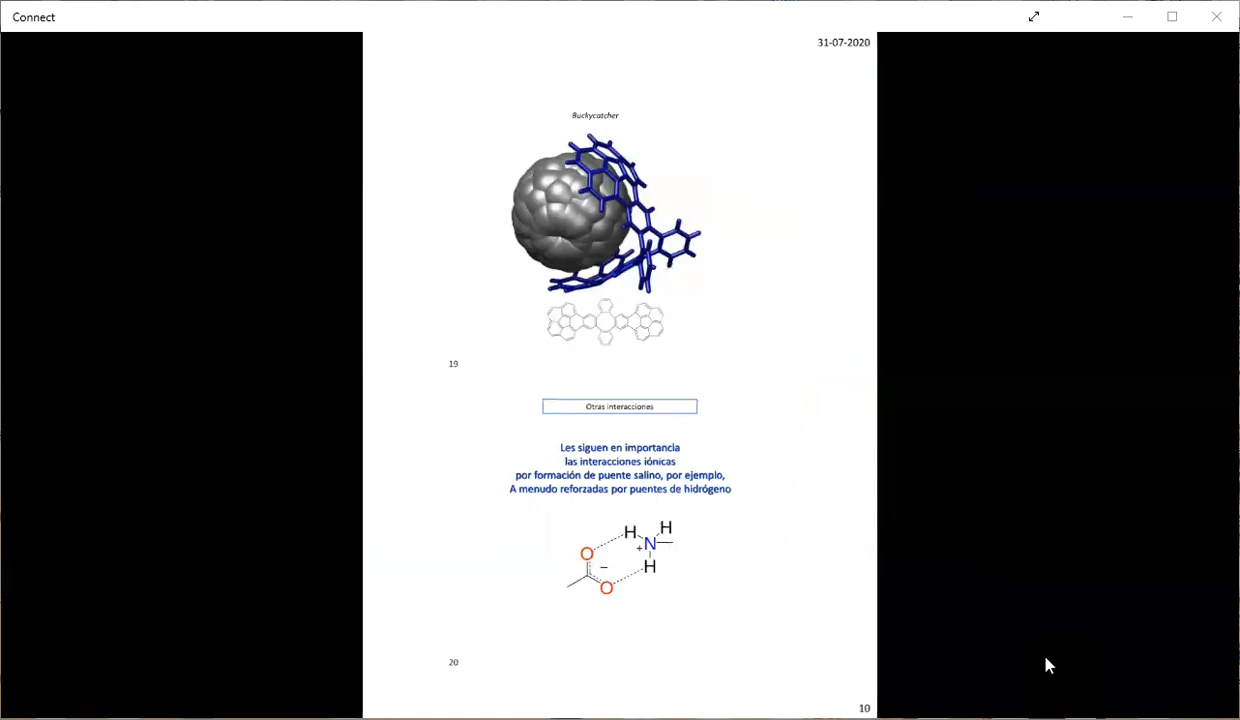 Connect
31-07-2020
Buckycatcher
19
Otras interacciones
Les siguen en importancia
las interacciones iónicas
por formación de puente salino, por ejemplo,
A menudo reforzadas por puentes de hidrógeno
H H
O + N
− H
O
20
10